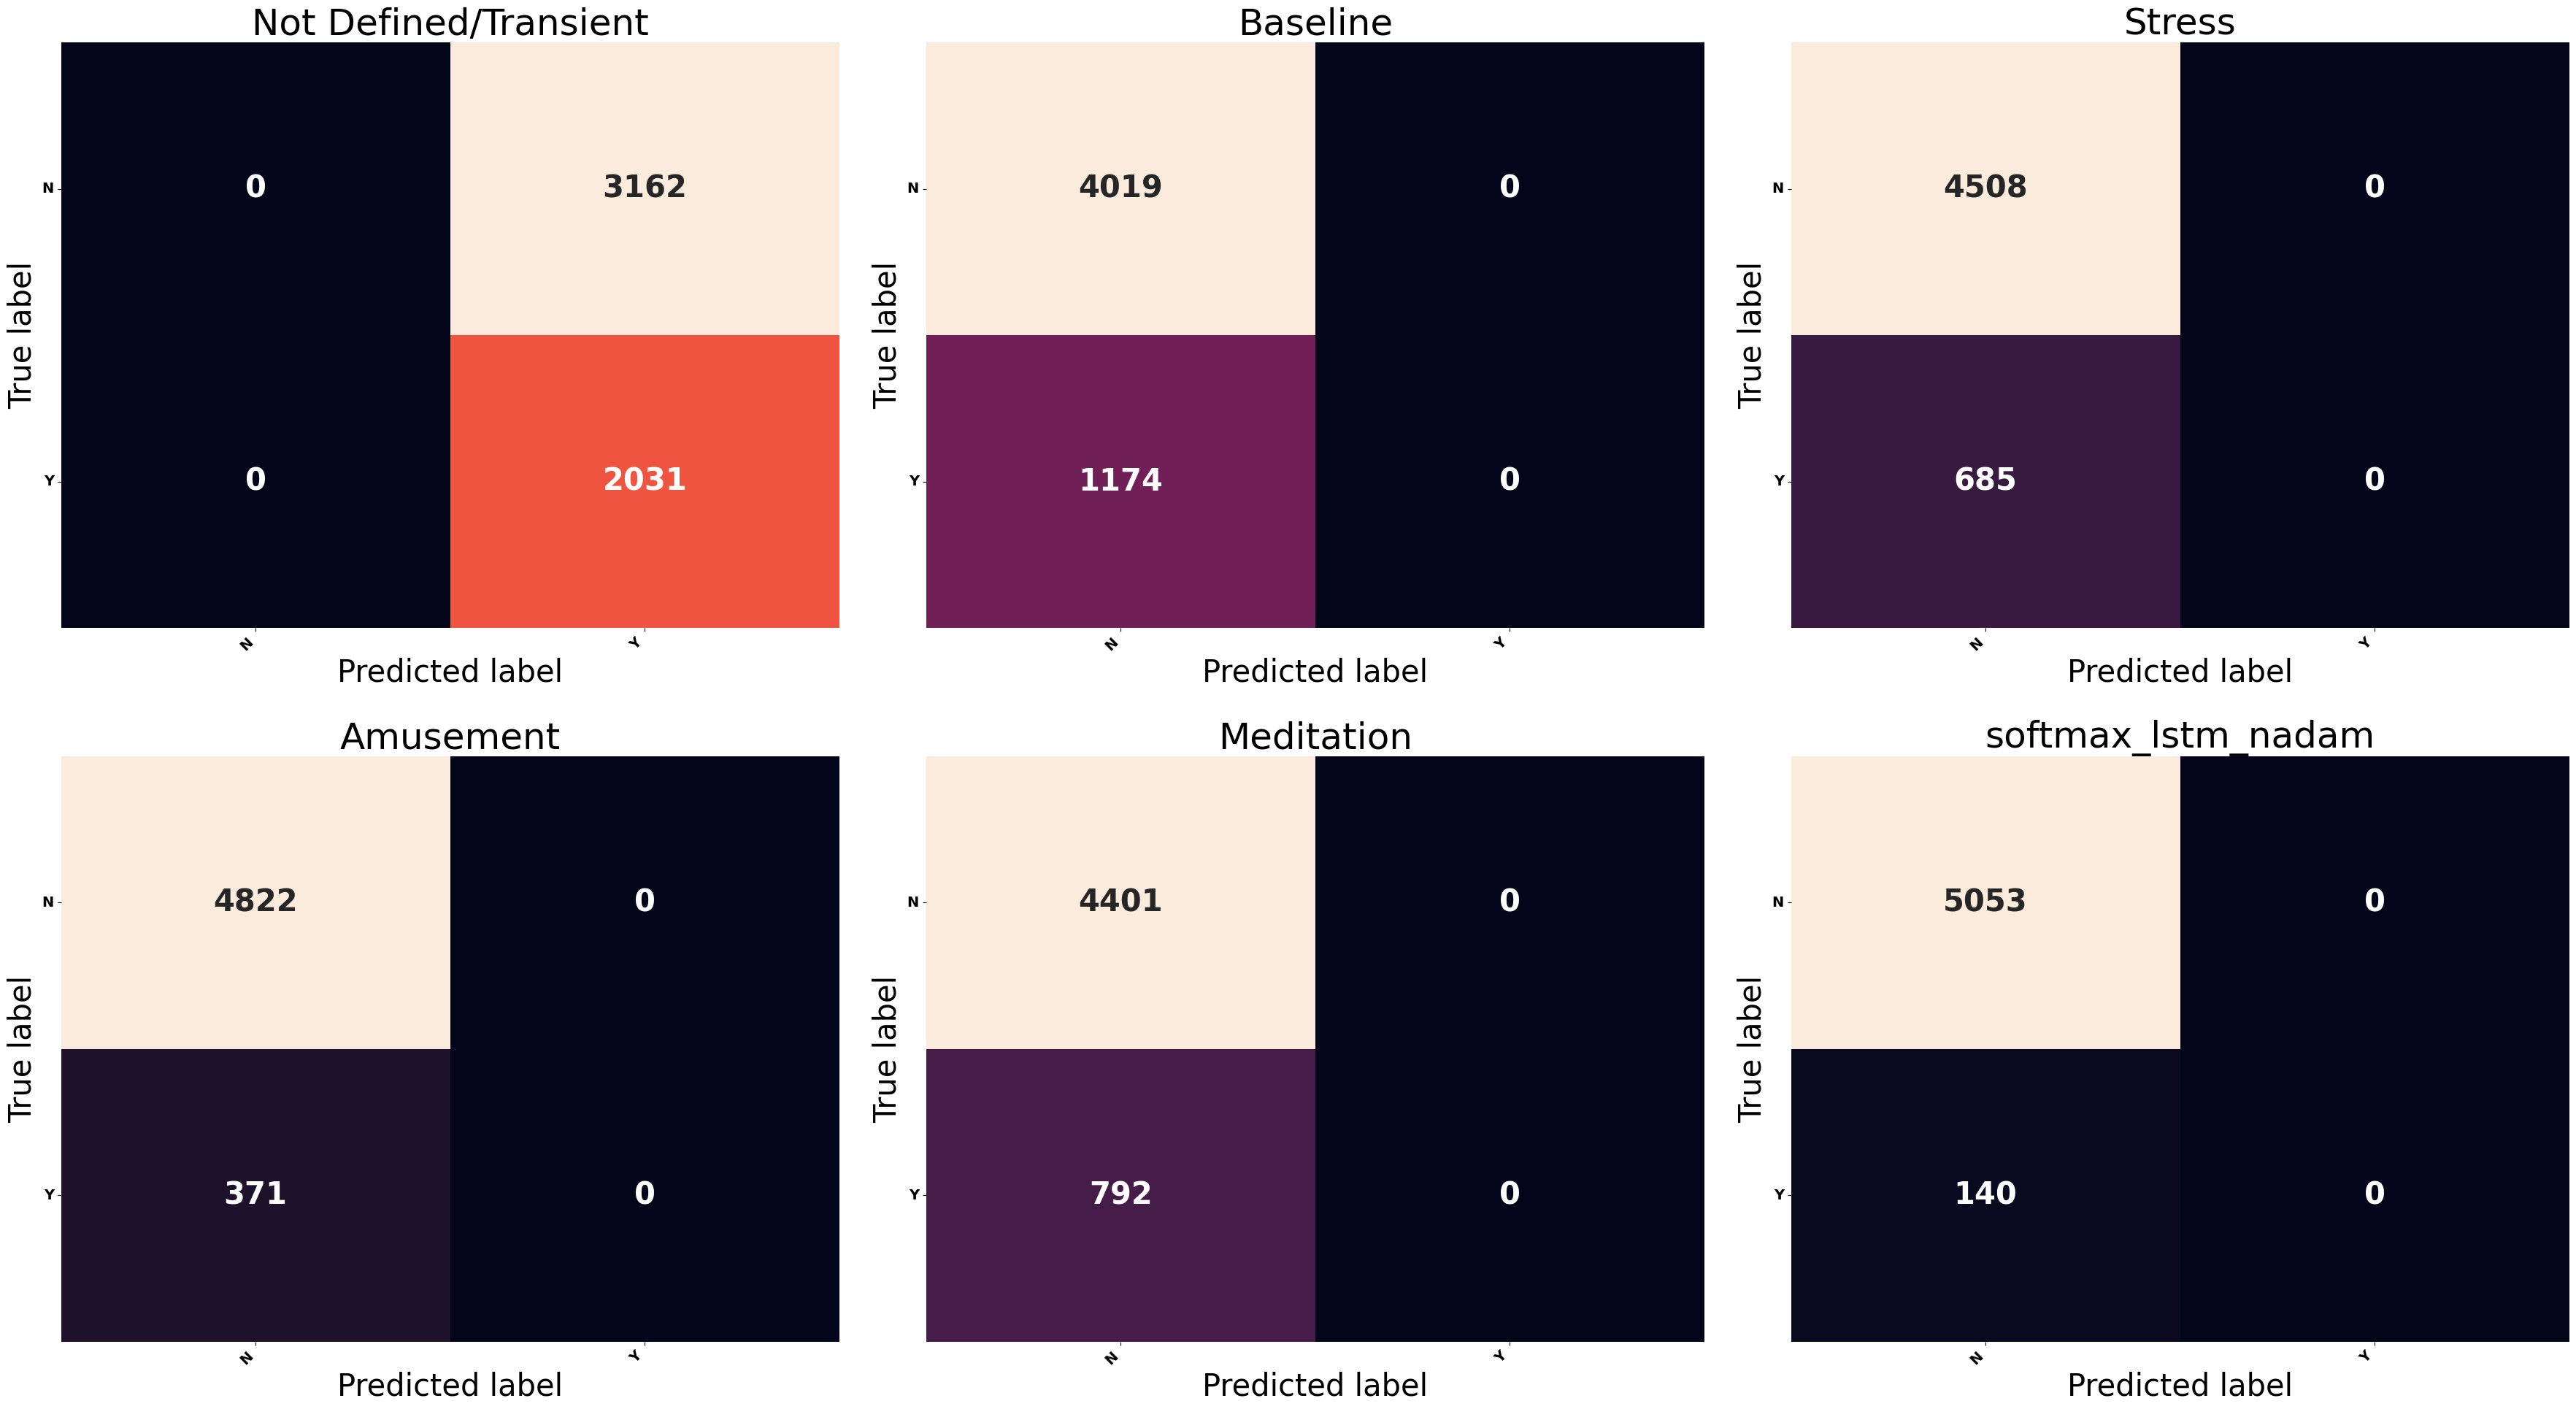 Not Defined/Transient
N
0
3162
True label
Y
0
2031
N
Y
Predicted label
Baseline
N
4019
0
True label
Y
1174
0
N
Y
Predicted label
Stress
N
4508
0
True label
Y
685
0
N
Y
Predicted label
Amusement
N
4822
0
True label
Y
371
0
N
Y
Predicted label
Meditation
N
4401
0
True label
Y
792
0
N
Y
Predicted label
softmax_lstm_nadam
N
5053
0
True label
Y
140
0
N
Y
Predicted label